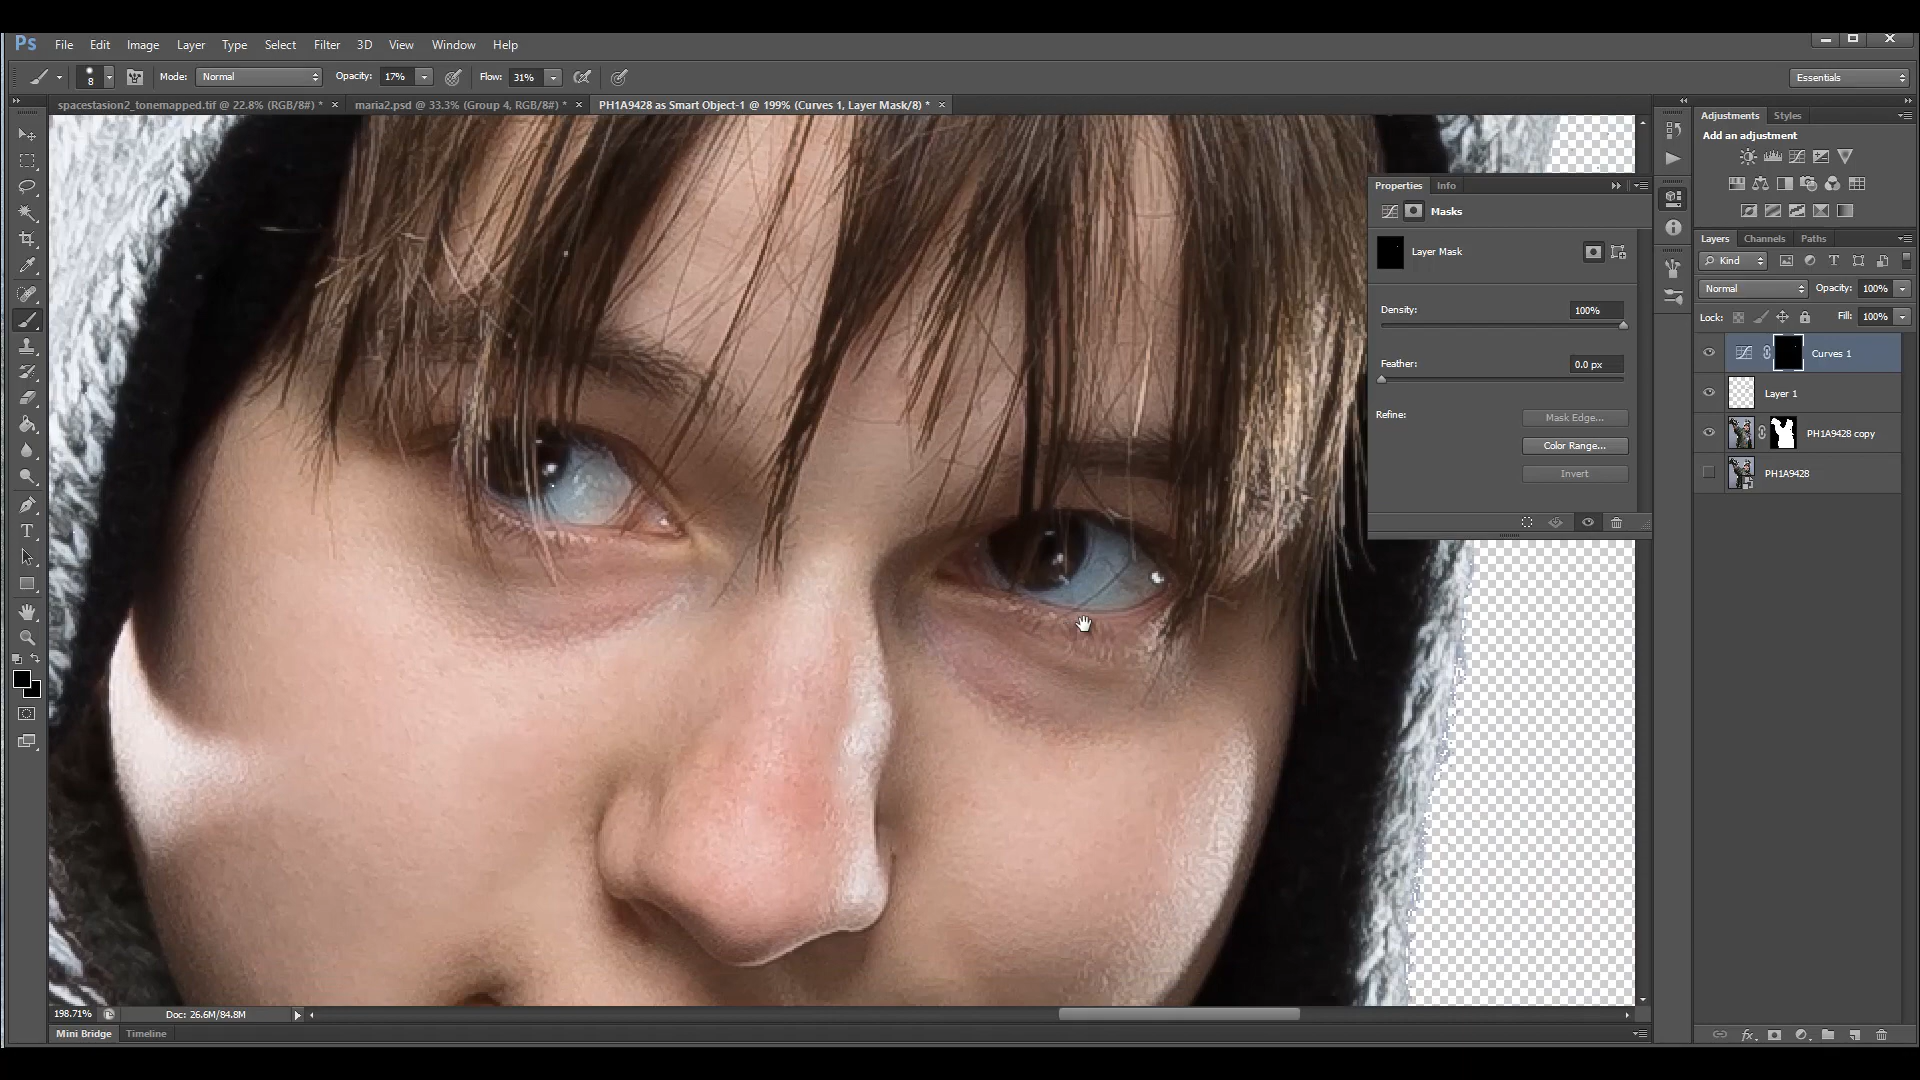 Ps File Edit Image Layer Type Select Filter 3D View Window Help
8 Mode: Normal Opacity: 17% Flow: 31% Essentials
spacestasion2_tonemapped.tif @ 22.8% (RGB/8#) * × maria2.psd @ 33.3% (Group 4, RGB/8#) * × PH1A9428 as Smart Object-1 @ 199% (Curves 1, Layer Mask/8) * ×
Adjustments Styles
Add an adjustment
Properties Info
Masks
Layer Mask
Density: 100%
Feather: 0.0 px
Refine: Mask Edge...
Color Range...
Invert
Layers Channels Paths
Kind T
Normal Opacity: 100%
Lock: Fill: 100%
Curves 1
Layer 1
PH1A9428 copy
PH1A9428
fx
198.71% Doc: 26.6M/84.8M
Mini Bridge Timeline